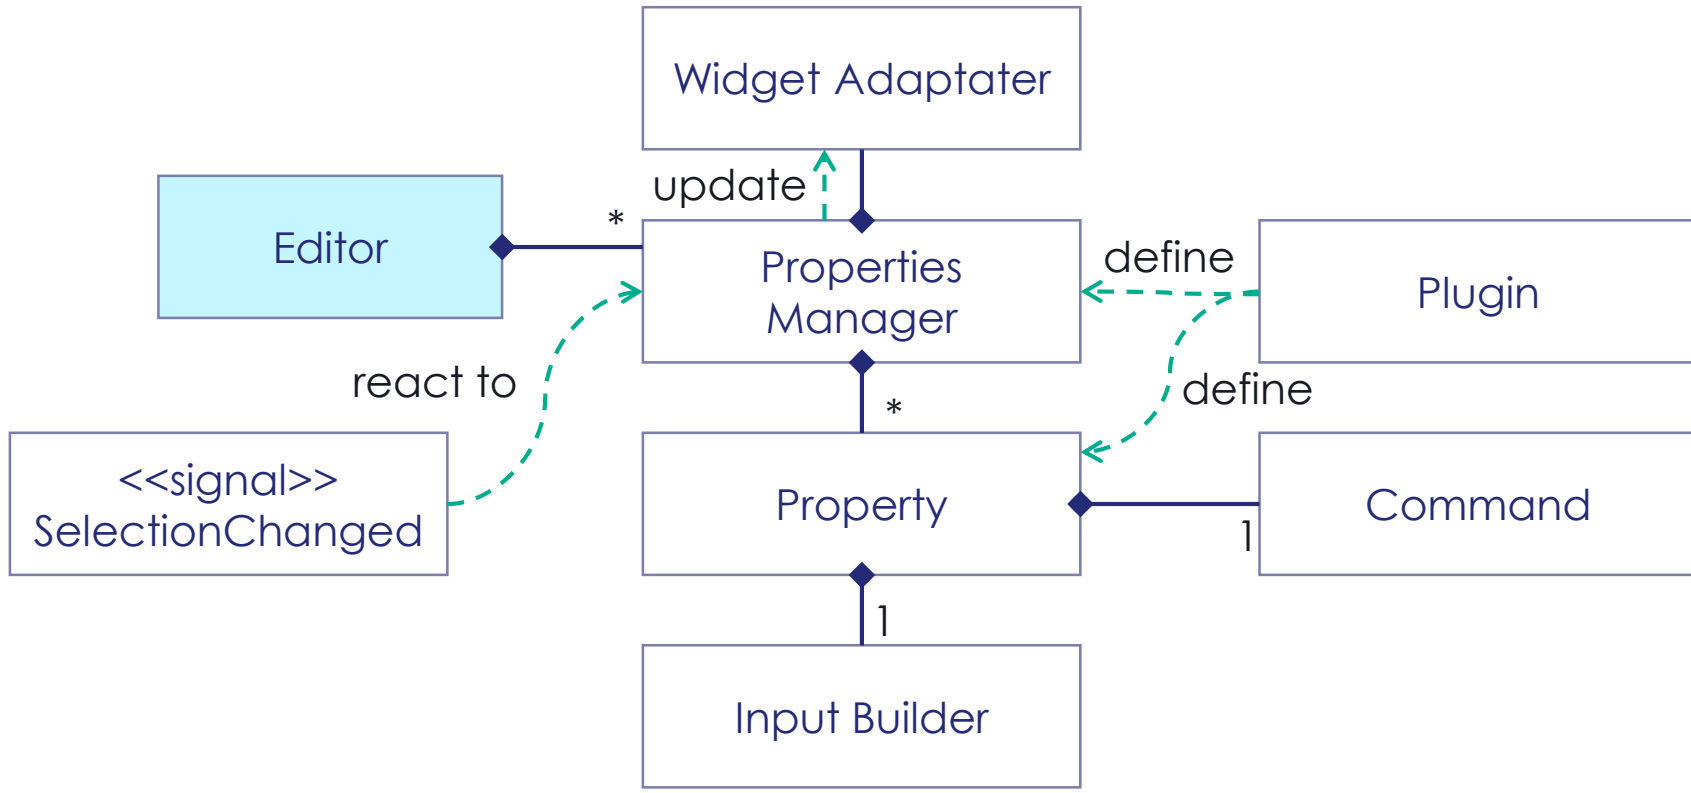 Widget Adaptater
update
Editor
*
Properties
Manager
define
Plugin
react to
*
define
<<signal>>
SelectionChanged
Property
1
Command
1
Input Builder